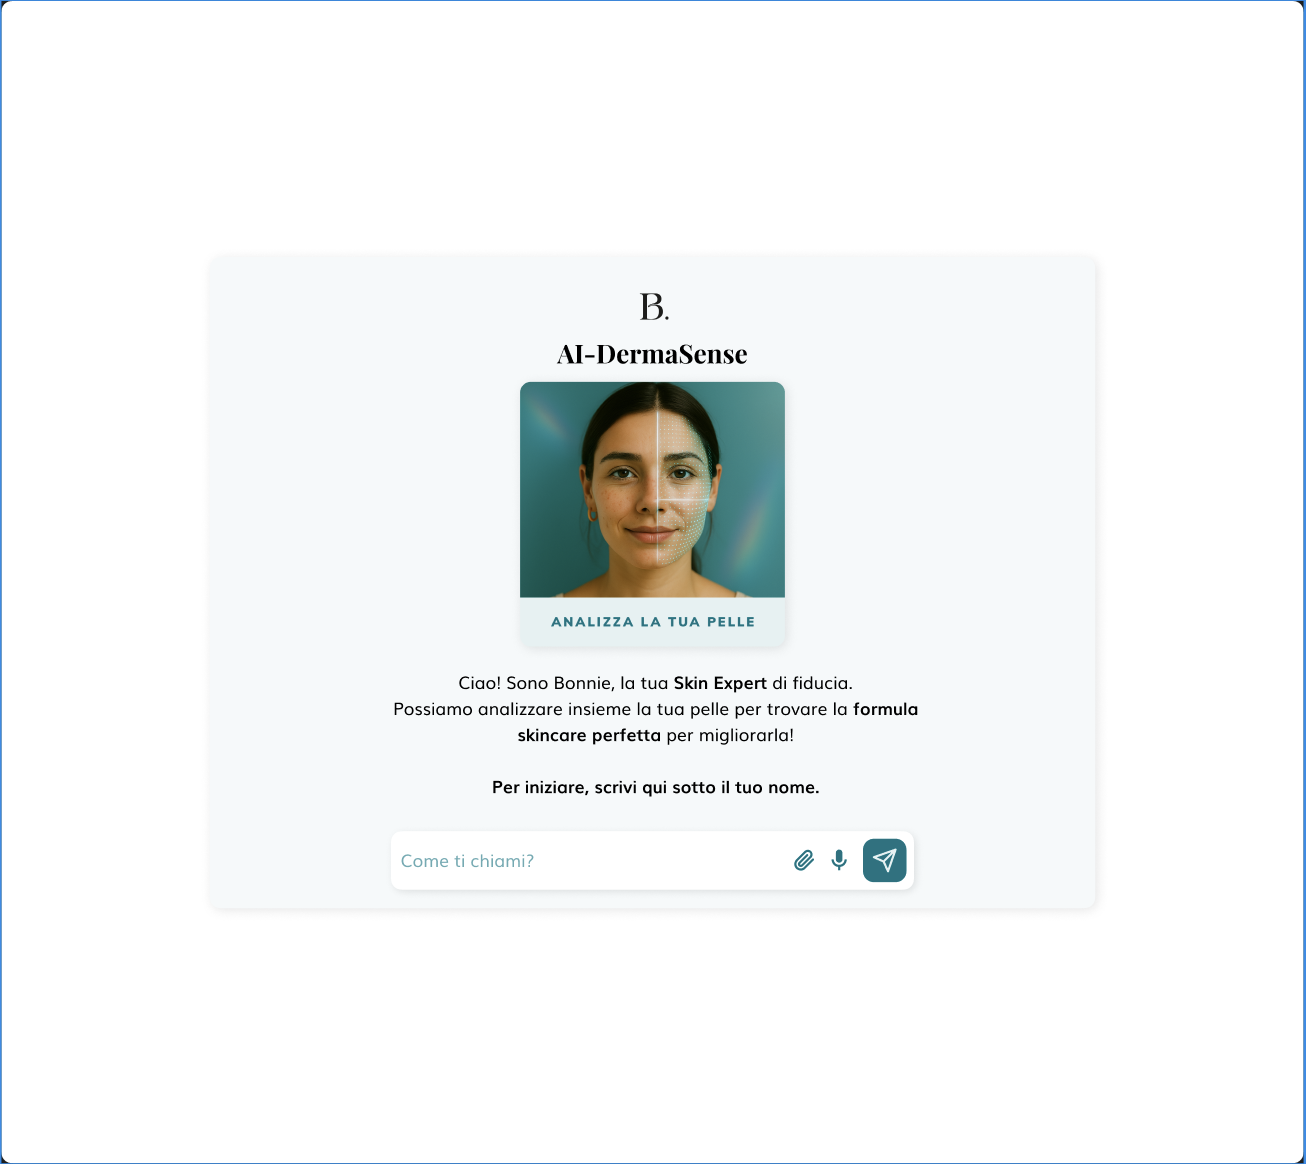 B.
AI-DermaSense
ANALIZZA LA TUA PELLE
Ciao! Sono Bonnie, la tua Skin Expert di fiducia.
Possiamo analizzare insieme la tua pelle per trovare la formula
skincare perfetta per migliorarla!
Per iniziare, scrivi qui sotto il tuo nome.
Come ti chiami?